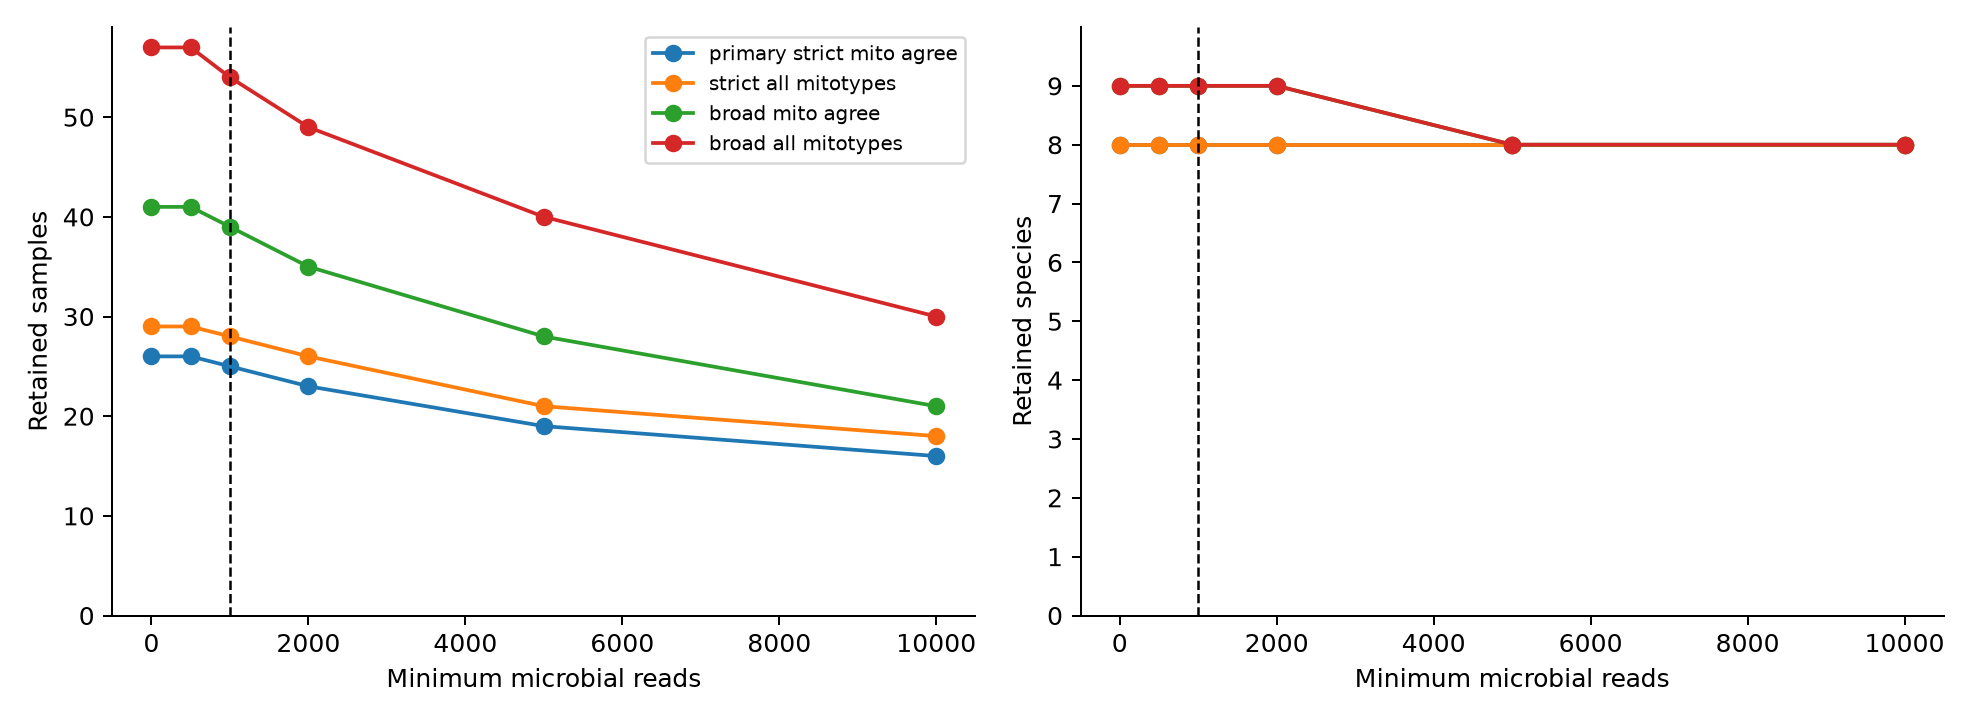 Retained samples
50
40
30
20
10
0
0 2000 4000 6000 8000 10000
Minimum microbial reads
primary strict mito agree
strict all mitotypes
broad mito agree
broad all mitotypes
Retained species
9
8
7
6
5
4
3
2
1
0
0 2000 4000 6000 8000 10000
Minimum microbial reads